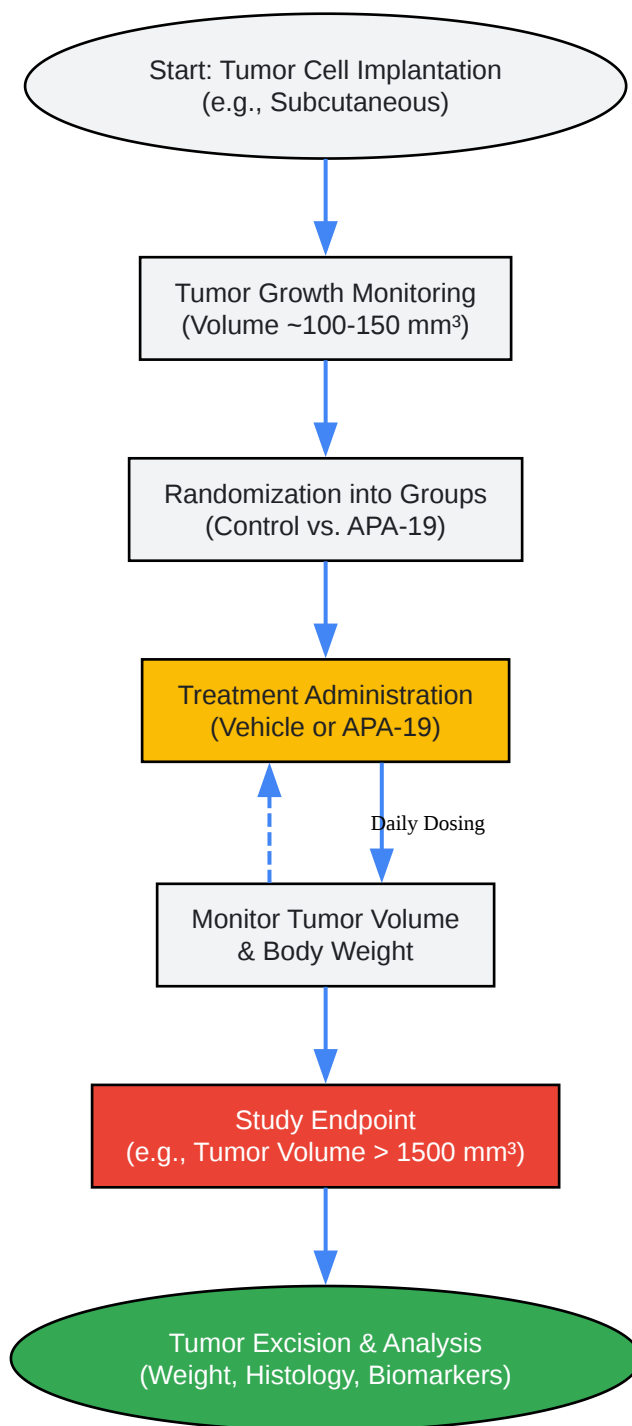 Start: Tumor Cell Implantation
(e.g., Subcutaneous)
Tumor Growth Monitoring
(Volume ~100-150 mm³)
Randomization into Groups
(Control vs. APA-19)
Treatment Administration
(Vehicle or APA-19)
Daily Dosing
Monitor Tumor Volume
& Body Weight
Study Endpoint
(e.g., Tumor Volume > 1500 mm³)
Tumor Excision & Analysis
(Weight, Histology, Biomarkers)